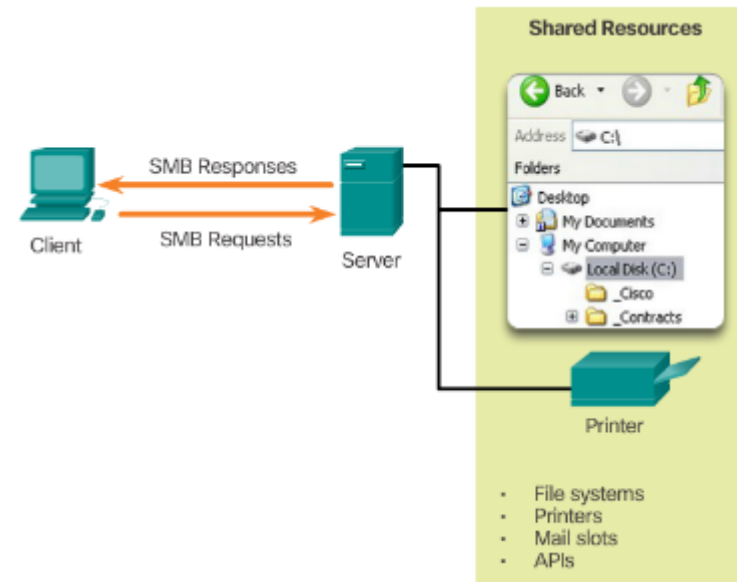 Shared Resources
Back
Address C:\
Folders
Desktop
My Documents
My Computer
Local Disk (C:)
_Cisco
_Contracts
SMB Responses
SMB Requests
Client
Server
Printer
· File systems
· Printers
· Mail slots
· APIs